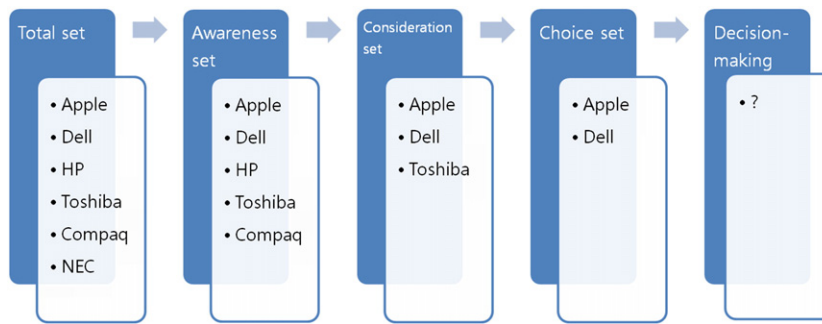 Total set
• Apple
• Dell
• HP
• Toshiba
• Compaq
• NEC
Awareness
set
• Apple
• Dell
• HP
• Toshiba
• Compaq
Consideration
set
• Apple
• Dell
• Toshiba
Choice set
• Apple
• Dell
Decision-
making
• ?